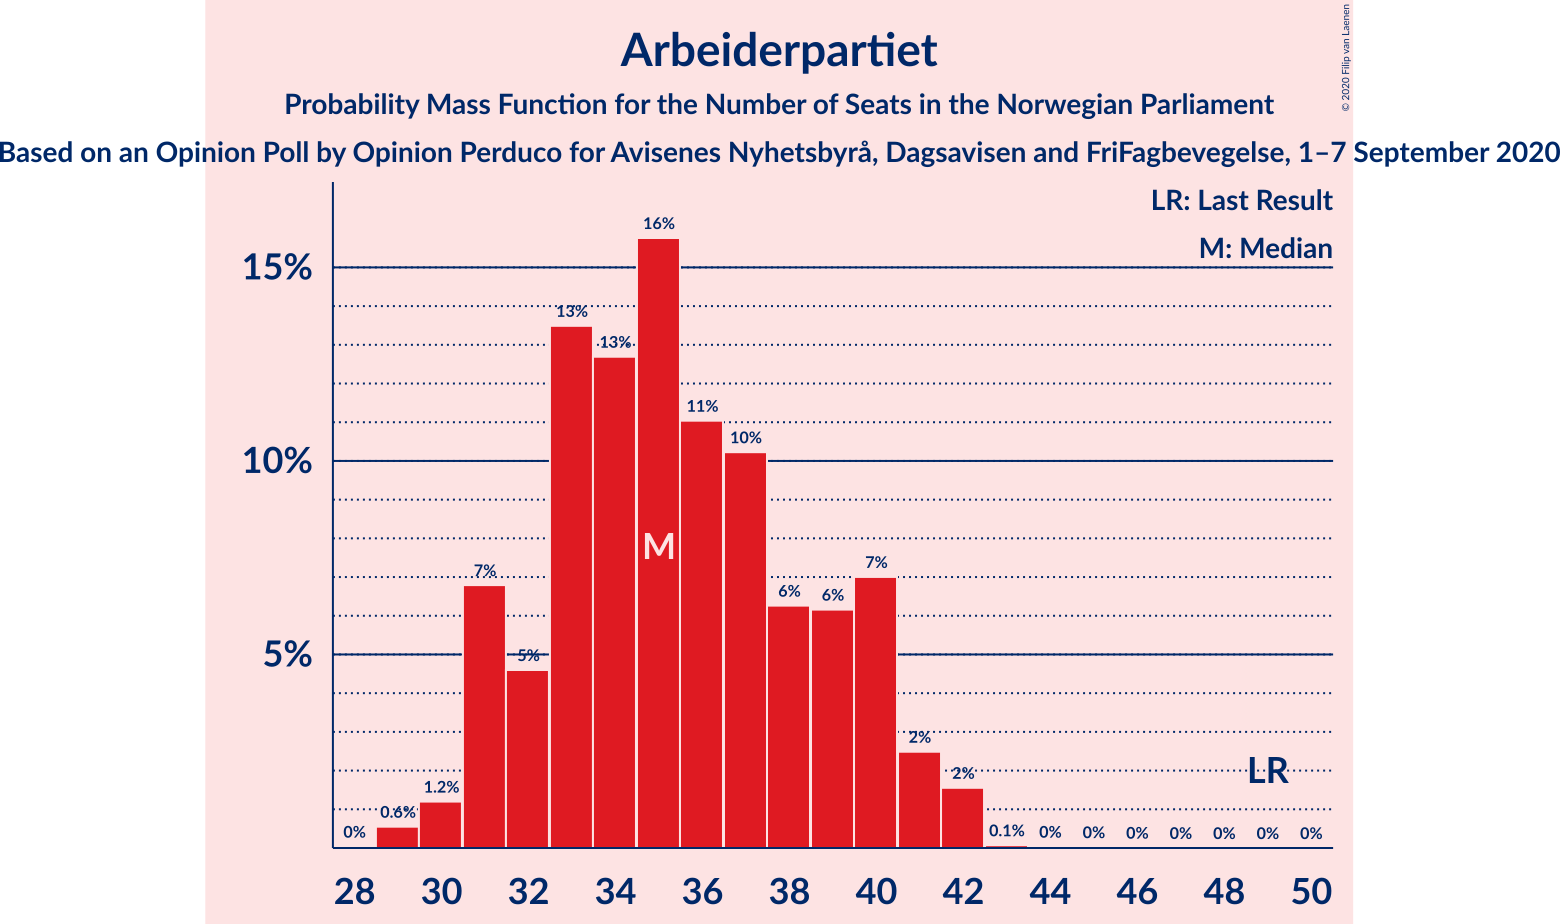 Arbeiderpartiet
Probability Mass Function for the Number of Seats in the Norwegian Parliament
Based on an Opinion Poll by Opinion Perduco for Avisenes Nyhetsbyrå, Dagsavisen and FriFagbevegelse, 1–7 September 2020
© 2020 Filip van Laenen
LR: Last Result
M: Median
15%
10%
5%
0%
0.6%
1.2%
7%
5%
13%
13%
16%
11%
10%
6%
6%
7%
2%
2%
0.1%
0%
0%
0%
0%
0%
0%
0%
M
LR
28 30 32 34 36 38 40 42 44 46 48 50